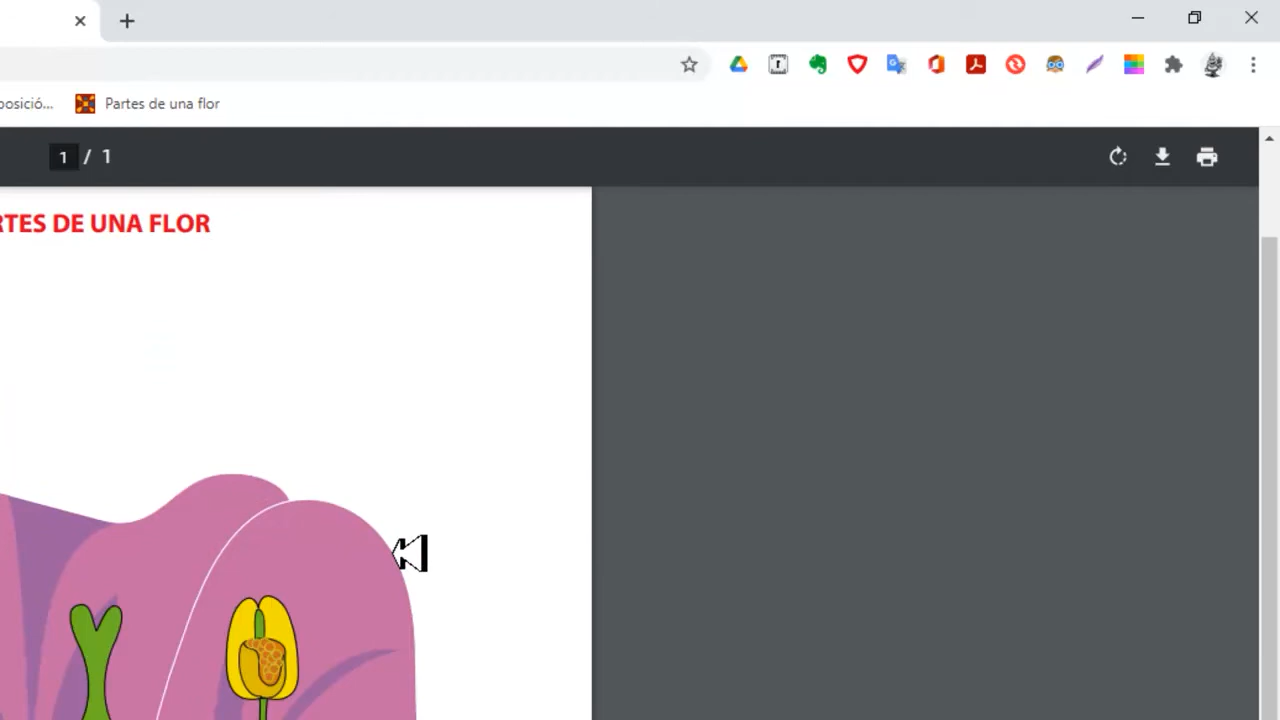 posició...
Partes de una flor
1 / 1
RTES DE UNA FLOR